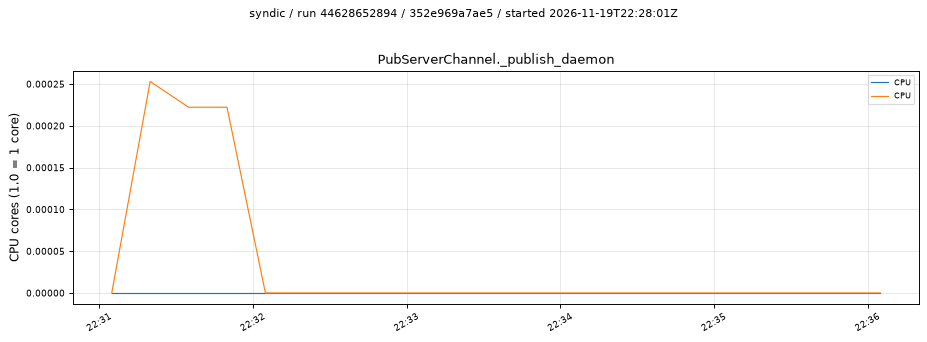 syndic / run 44628652894 / 352e969a7ae5 / started 2026-11-19T22:28:01Z
PubServerChannel._publish_daemon
CPU cores (1.0 = 1 core)
0.00025
0.00020
0.00015
0.00010
0.00005
0.00000
CPU
CPU
22:31
22:32
22:33
22:34
22:35
22:36